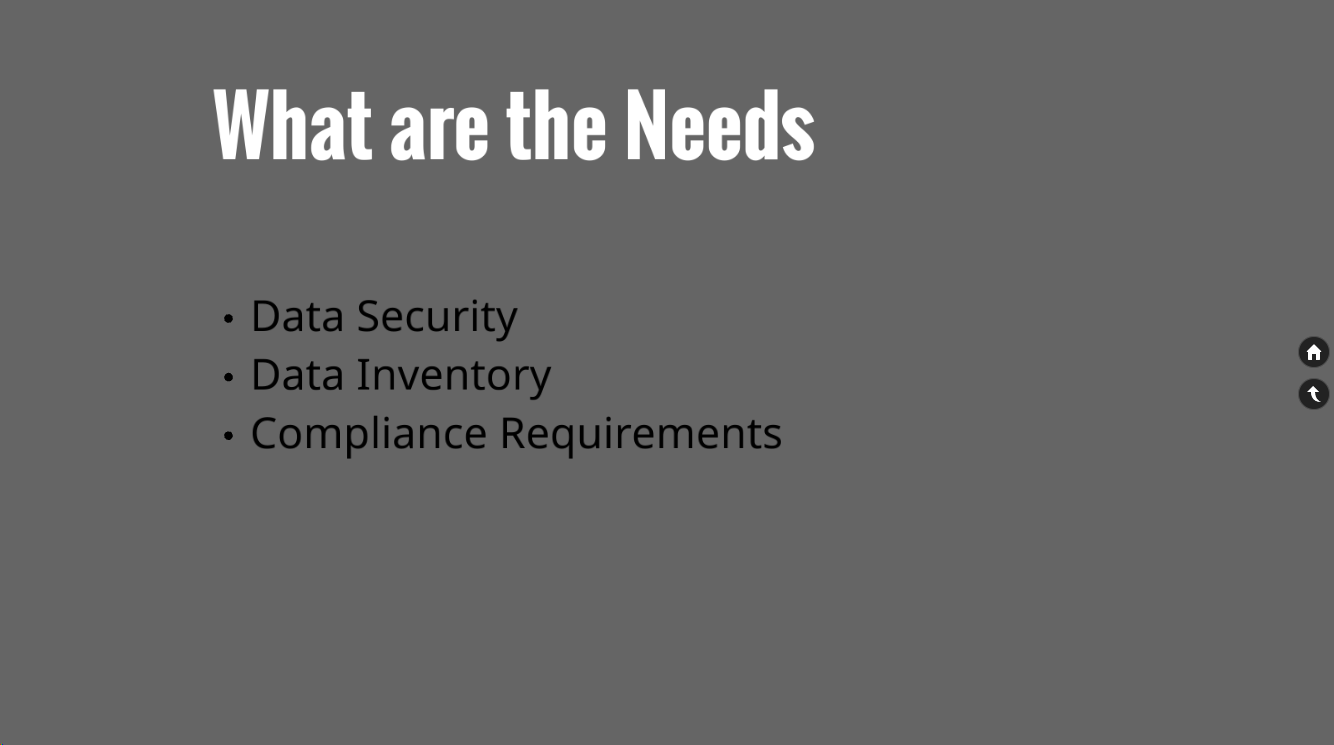 What are the Needs
• Data Security
• Data Inventory
• Compliance Requirements